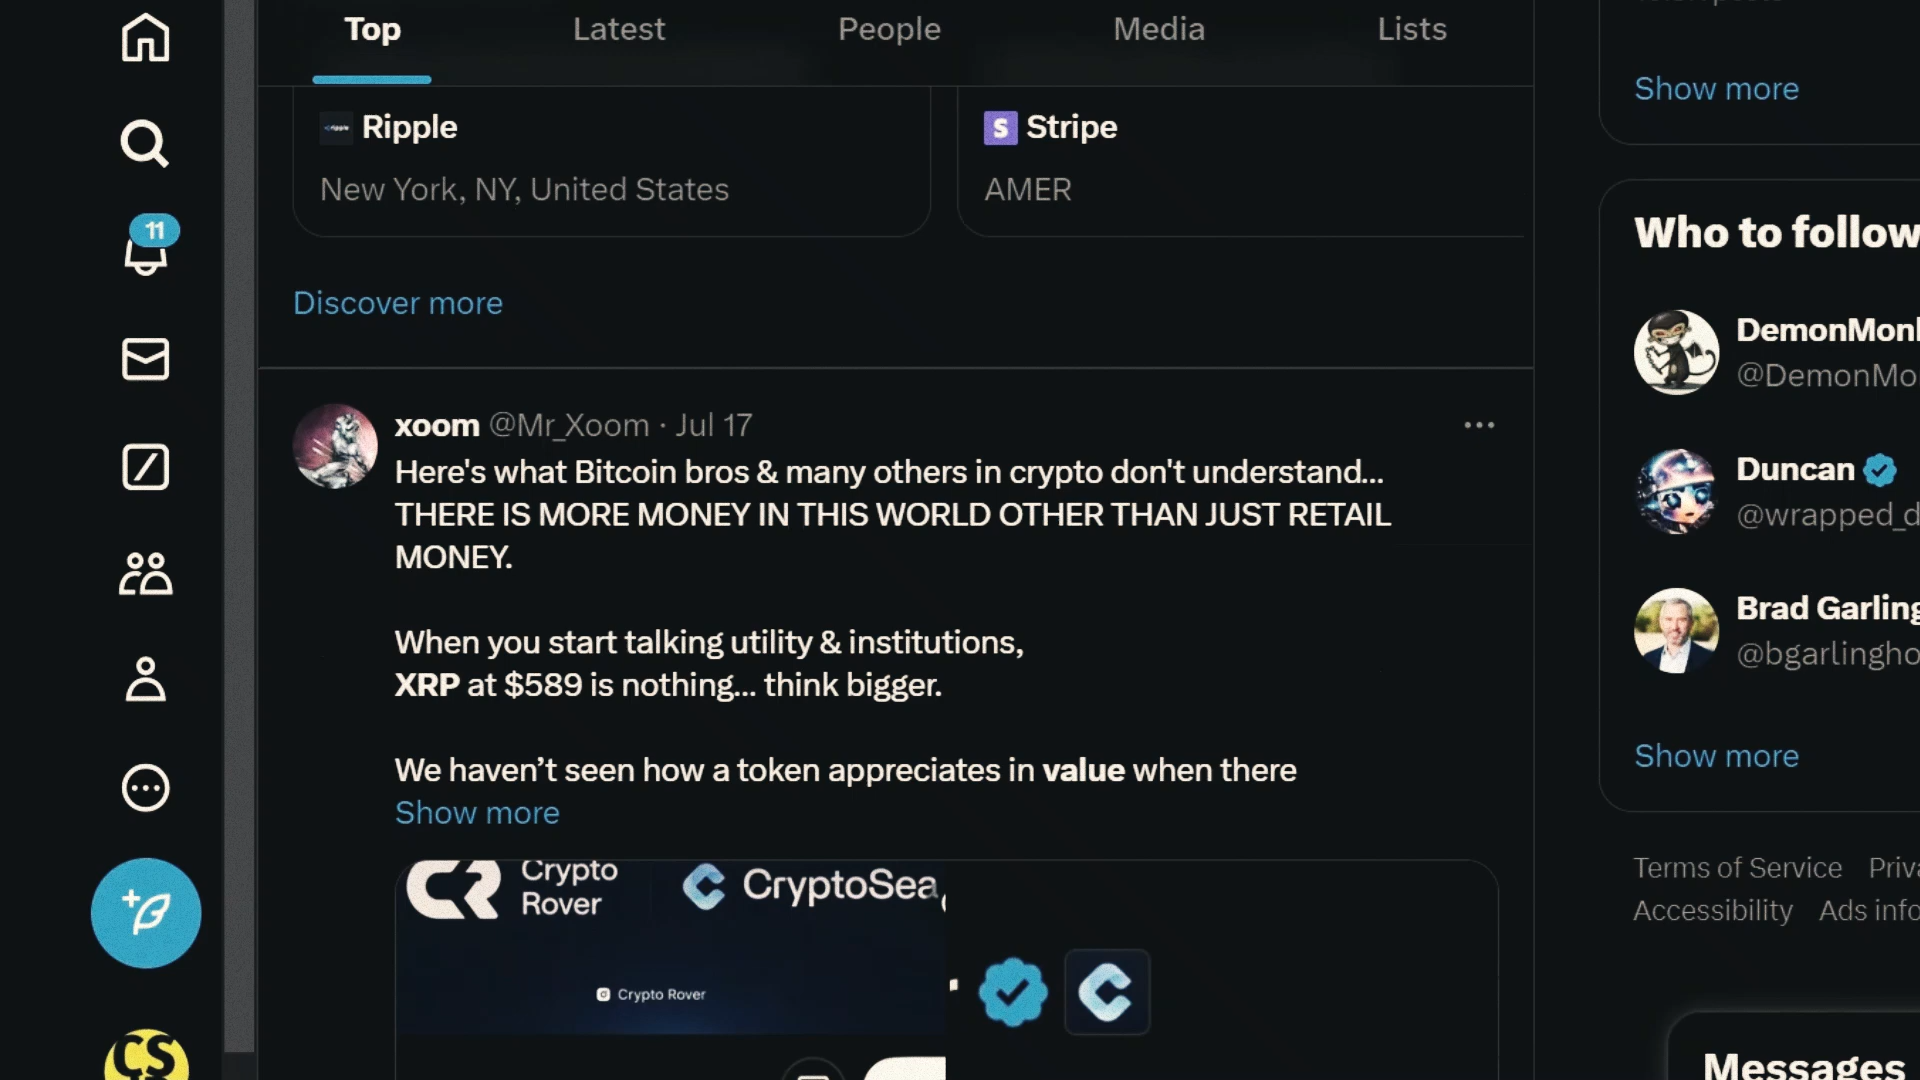 Top Latest People Media Lists
Show more
ripple Ripple
S Stripe
New York, NY, United States
AMER
11
Who to follow
Discover more
DemonMon
@DemonMo
xoom @Mr_Xoom · Jul 17
Here's what Bitcoin bros & many others in crypto don't understand...
THERE IS MORE MONEY IN THIS WORLD OTHER THAN JUST RETAIL
MONEY.
Duncan
@wrapped_d
When you start talking utility & institutions,
XRP at $589 is nothing... think bigger.
Brad Garling
@bgarlingho
We haven’t seen how a token appreciates in value when there
Show more
Show more
Crypto
Rover
CryptoSea
Crypto Rover
Terms of Service Priva
Accessibility Ads info
CS
Messages